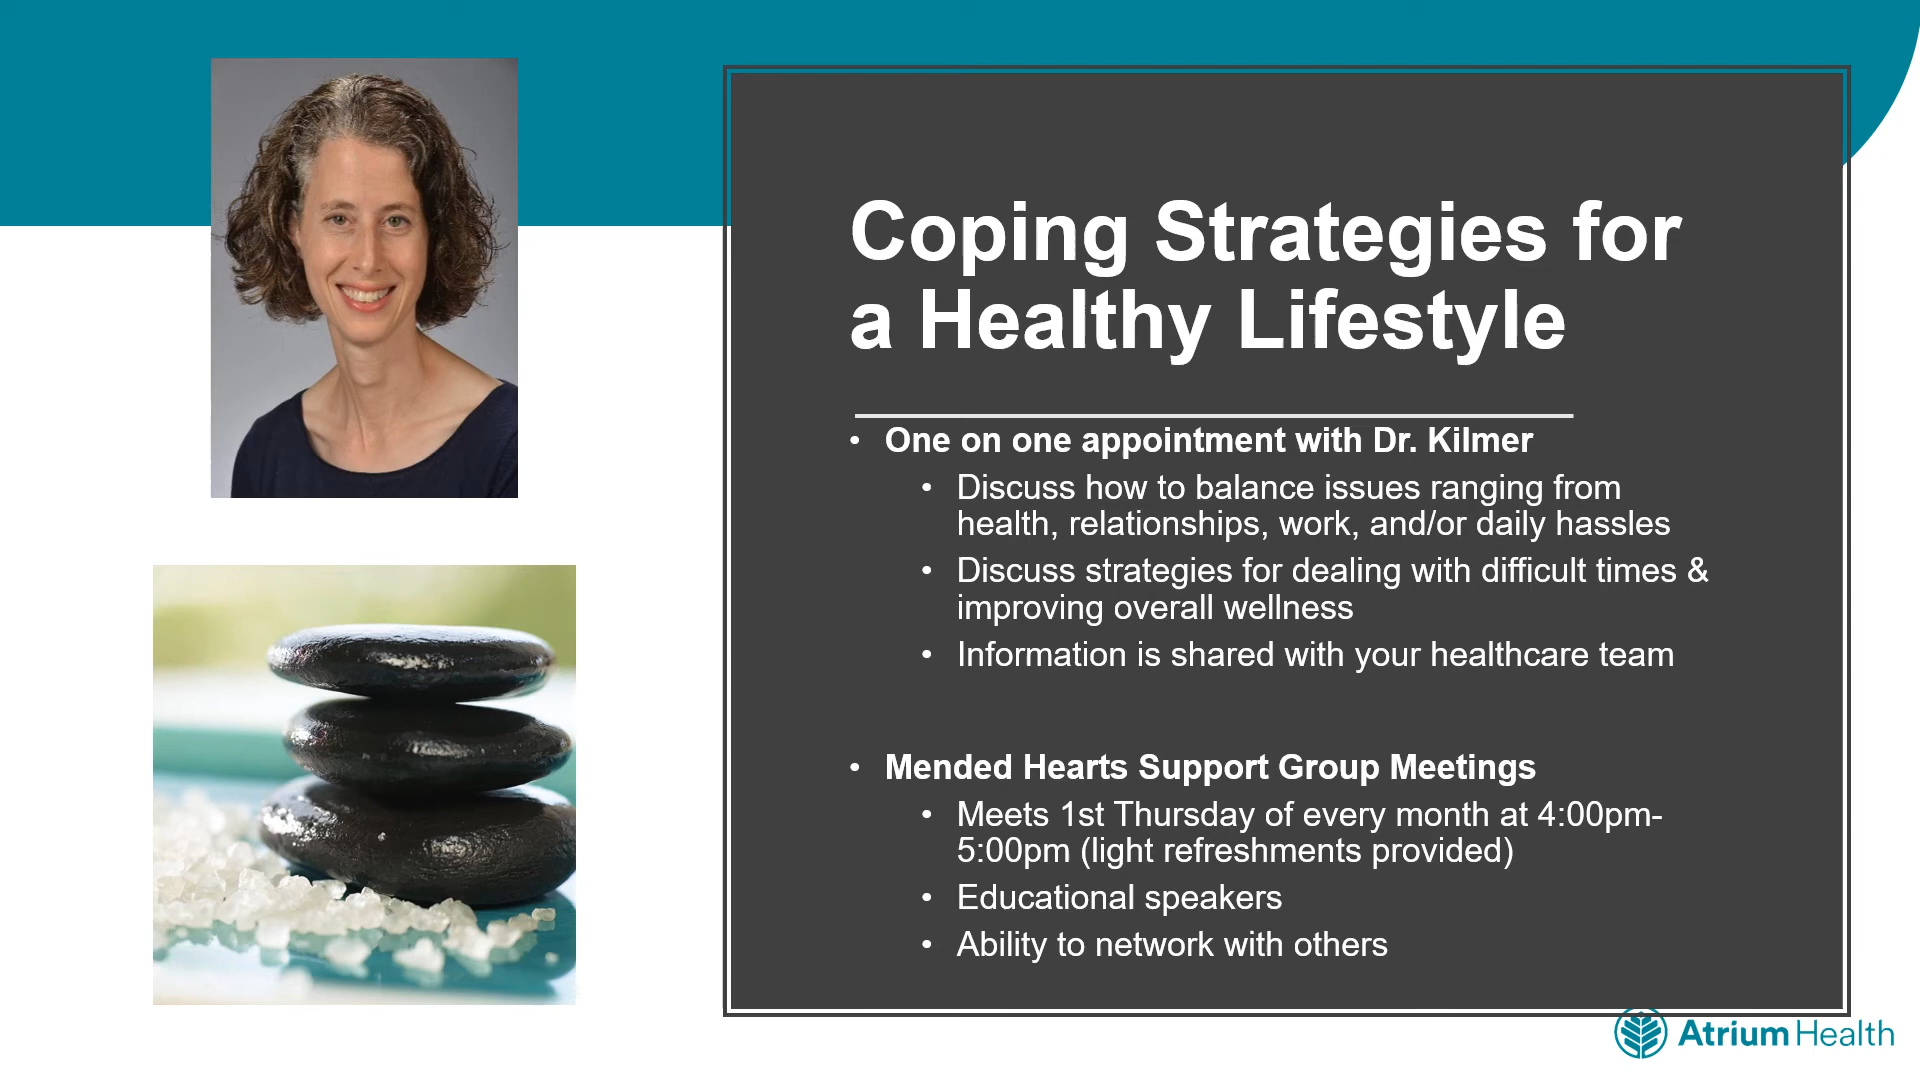 Coping Strategies for
a Healthy Lifestyle
• One on one appointment with Dr. Kilmer
• Discuss how to balance issues ranging from
health, relationships, work, and/or daily hassles
• Discuss strategies for dealing with difficult times &
improving overall wellness
• Information is shared with your healthcare team
• Mended Hearts Support Group Meetings
• Meets 1st Thursday of every month at 4:00pm-
5:00pm (light refreshments provided)
• Educational speakers
• Ability to network with others
Atrium Health